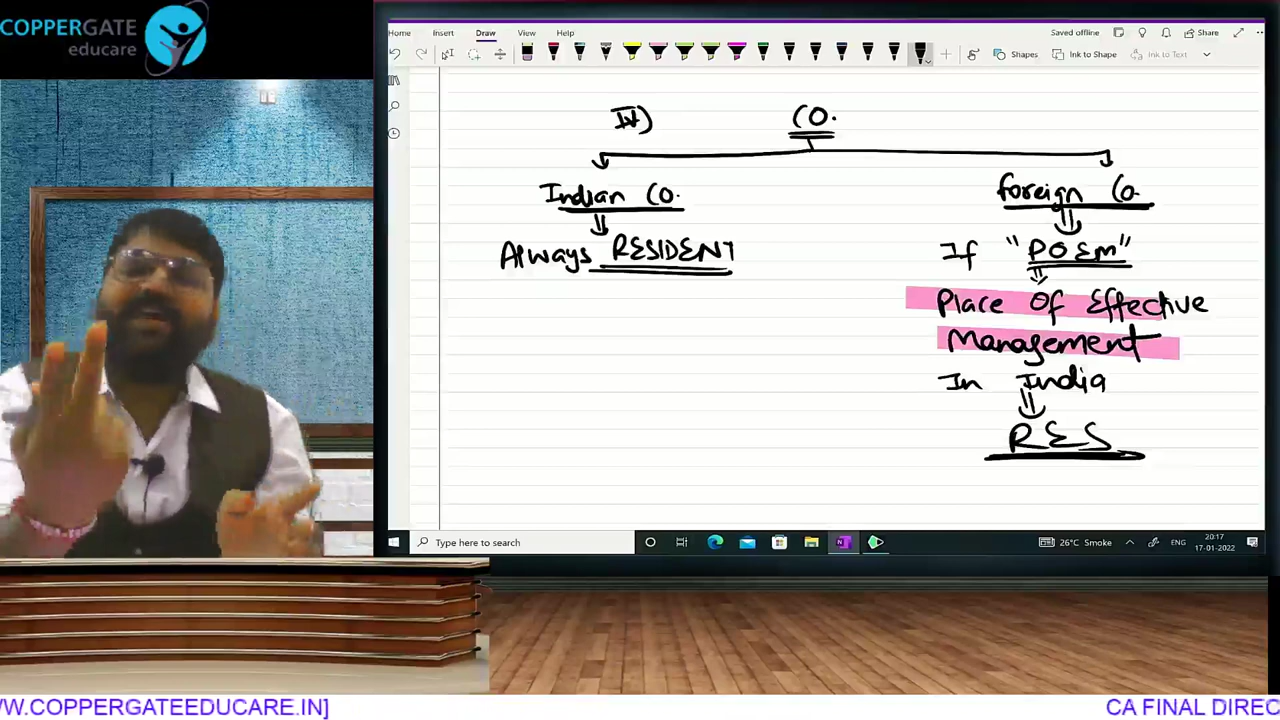 COPPERGATE
educare
Home Insert Draw View Help
Saved offline
Share
Shapes
Ink to Shape
Ink to Text
IV) CO.
Indian CO. foreign CO.
Always RESIDENT
If "POEM"
Place Of Effective
Management
In India
RES
Type here to search
26°C Smoke
ENG
20:17
17-01-2022
/W.COPPERGATEEDUCARE.IN]
CA FINAL DIREC